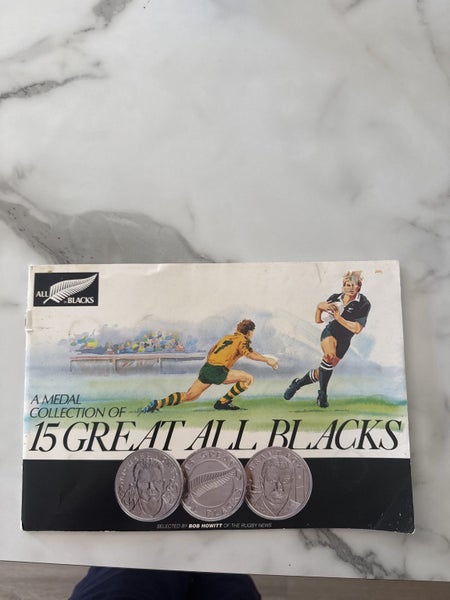 ALL BLACKS
A MEDAL
COLLECTION OF
15 GREAT ALL BLACKS
SELECTED BY BOB HOWITT OF THE RUGBY NEWS